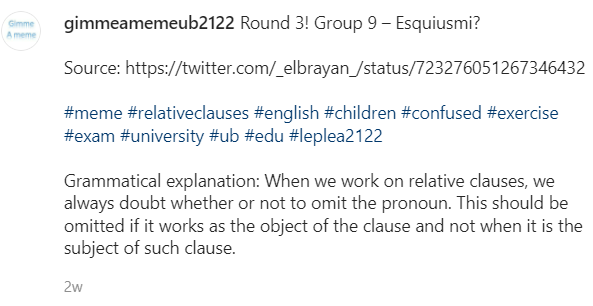 Gimme
A meme
gimmeamemeub2122 Round 3! Group 9 – Esquiusmi?
Source: https://twitter.com/_elbrayan_/status/723276051267346432
#meme #relativeclauses #english #children #confused #exercise
#exam #university #ub #edu #leplea2122
Grammatical explanation: When we work on relative clauses, we
always doubt whether or not to omit the pronoun. This should be
omitted if it works as the object of the clause and not when it is the
subject of such clause.
2w